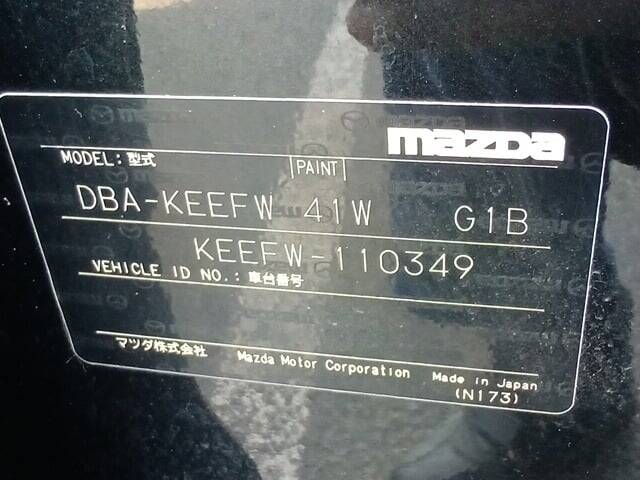 mazda
MODEL: 型式 |PAINT|
DBA-KEEFW 41W G1B
KEEFW-110349
VEHICLE ID NO.: 車台番号
マツダ株式会社 Mazda Motor Corporation Made in Japan
(N173)